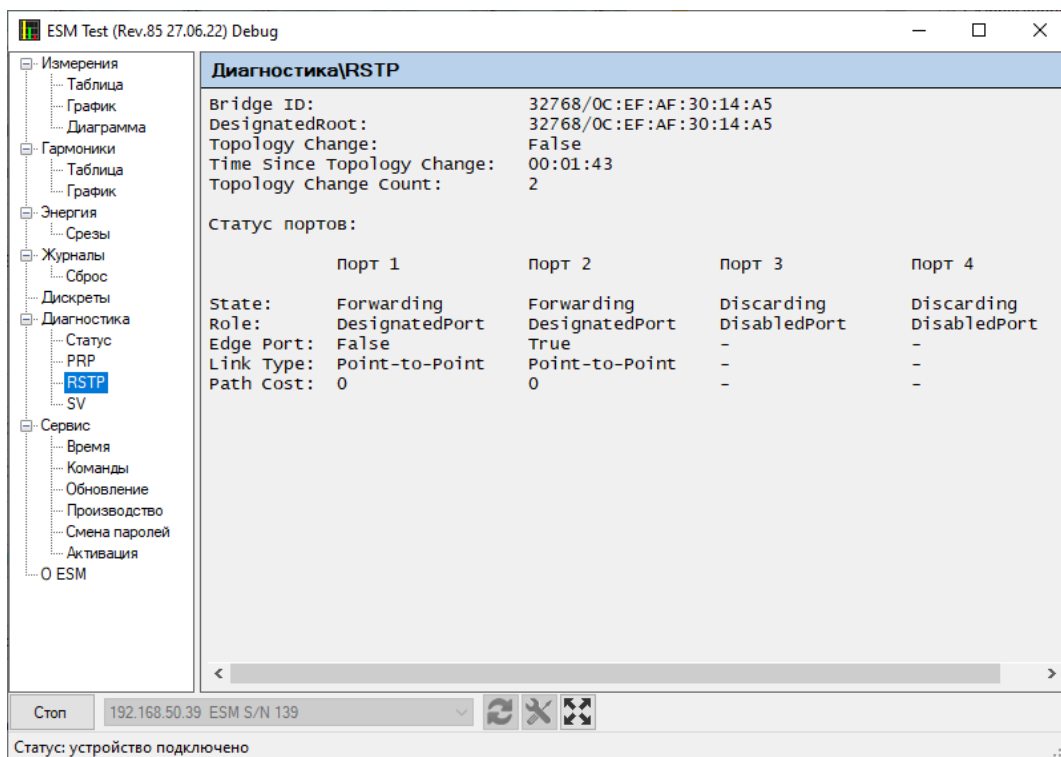 ESM Test (Rev.85 27.06.22) Debug
Измерения
Таблица
График
Диаграмма
Гармоники
Таблица
График
Энергия
Срезы
Журналы
Сброс
Дискреты
Диагностика
Статус
PRP
RSTP
SV
Сервис
Время
Команды
Обновление
Производство
Смена паролей
Активация
О ESM
Диагностика\RSTP
Bridge ID: 32768/0C:EF:AF:30:14:A5
DesignatedRoot: 32768/0C:EF:AF:30:14:A5
Topology Change: False
Time Since Topology Change: 00:01:43
Topology Change Count: 2
Статус портов:
Порт 1 Порт 2 Порт 3 Порт 4
State: Forwarding Forwarding Discarding Discarding
Role: DesignatedPort DesignatedPort DisabledPort DisabledPort
Edge Port: False True - -
Link Type: Point-to-Point Point-to-Point - -
Path Cost: 0 0 - -
Стоп 192.168.50.39 ESM S/N 139
Статус: устройство подключено